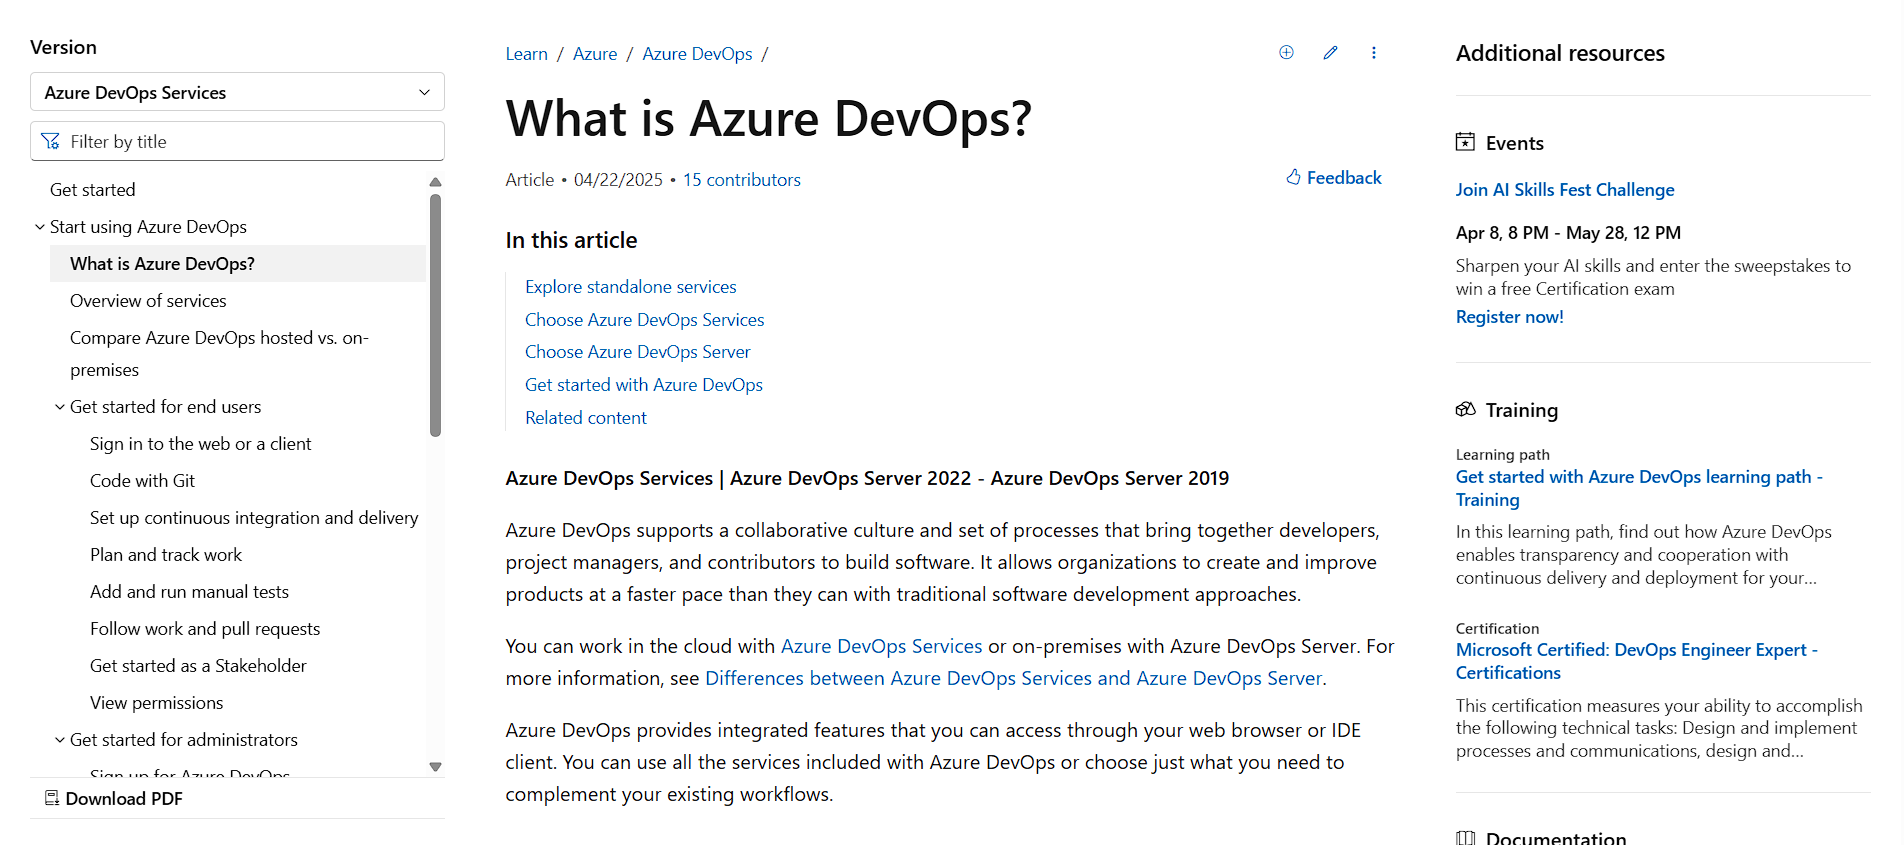 Version
Azure DevOps Services
Filter by title
Get started
Start using Azure DevOps
What is Azure DevOps?
Overview of services
Compare Azure DevOps hosted vs. on-
premises
Get started for end users
Sign in to the web or a client
Code with Git
Set up continuous integration and delivery
Plan and track work
Add and run manual tests
Follow work and pull requests
Get started as a Stakeholder
View permissions
Get started for administrators
Sign up for Azure DevOps
Download PDF
Learn / Azure / Azure DevOps /
What is Azure DevOps?
Article • 04/22/2025 • 15 contributors
Feedback
In this article
Explore standalone services
Choose Azure DevOps Services
Choose Azure DevOps Server
Get started with Azure DevOps
Related content
Azure DevOps Services | Azure DevOps Server 2022 - Azure DevOps Server 2019
Azure DevOps supports a collaborative culture and set of processes that bring together developers,
project managers, and contributors to build software. It allows organizations to create and improve
products at a faster pace than they can with traditional software development approaches.
You can work in the cloud with Azure DevOps Services or on-premises with Azure DevOps Server. For
more information, see Differences between Azure DevOps Services and Azure DevOps Server.
Azure DevOps provides integrated features that you can access through your web browser or IDE
client. You can use all the services included with Azure DevOps or choose just what you need to
complement your existing workflows.
Additional resources
Events
Join AI Skills Fest Challenge
Apr 8, 8 PM - May 28, 12 PM
Sharpen your AI skills and enter the sweepstakes to
win a free Certification exam
Register now!
Training
Learning path
Get started with Azure DevOps learning path -
Training
In this learning path, find out how Azure DevOps
enables transparency and cooperation with
continuous delivery and deployment for your...
Certification
Microsoft Certified: DevOps Engineer Expert -
Certifications
This certification measures your ability to accomplish
the following technical tasks: Design and implement
processes and communications, design and...
Documentation